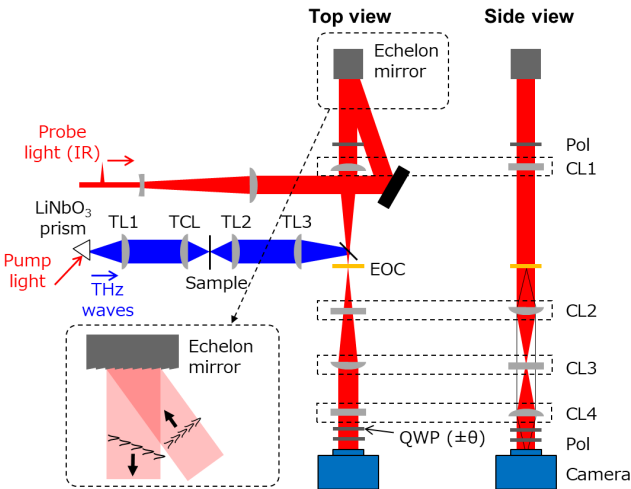 Top view
Side view
Echelon
mirror
Probe
light (IR)
Pol
CL1
LiNbO3
prism
TL1
TCL
TL2
TL3
Pump
light
THz
waves
Sample
EOC
CL2
Echelon
mirror
CL3
CL4
QWP (±θ)
Pol
Camera